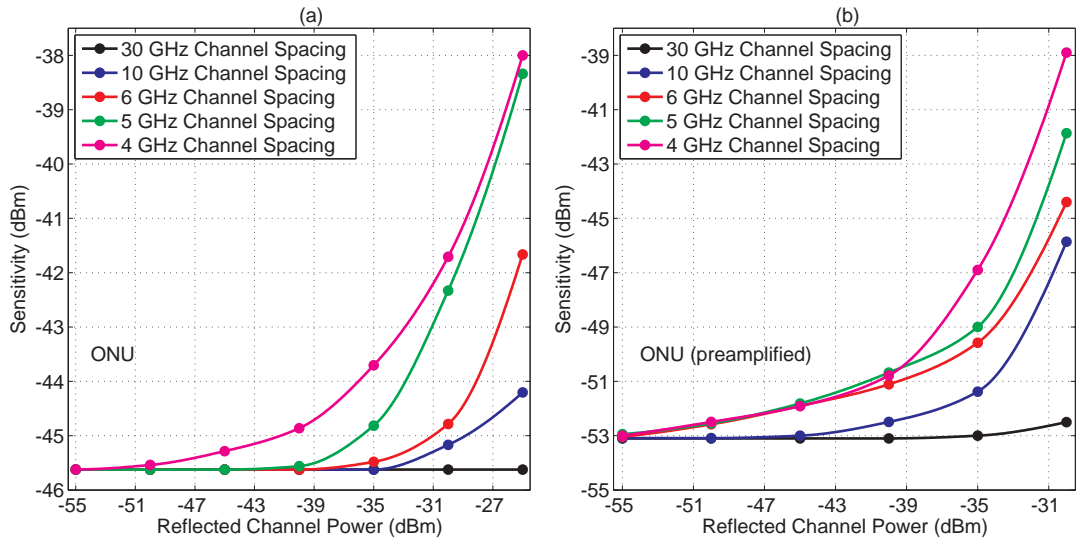 (a)
30 GHz Channel Spacing
10 GHz Channel Spacing
6 GHz Channel Spacing
5 GHz Channel Spacing
4 GHz Channel Spacing
-38
-39
-40
-41
-42
-43
-44
-45
-46
Sensitivity (dBm)
ONU
-55 -51 -47 -43 -39 -35 -31 -27
Reflected Channel Power (dBm)
(b)
30 GHz Channel Spacing
10 GHz Channel Spacing
6 GHz Channel Spacing
5 GHz Channel Spacing
4 GHz Channel Spacing
-39
-41
-43
-45
-47
-49
-51
-53
-55
Sensitivity (dBm)
ONU (preamplified)
-55 -51 -47 -43 -39 -35 -31
Reflected Channel Power (dBm)